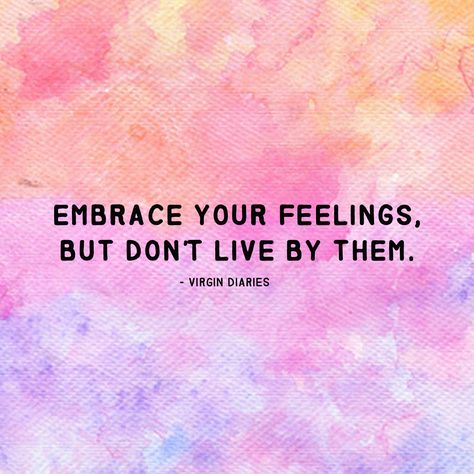 EMBRACE YOUR FEELINGS,
BUT DON'T LIVE BY THEM.
- VIRGIN DIARIES